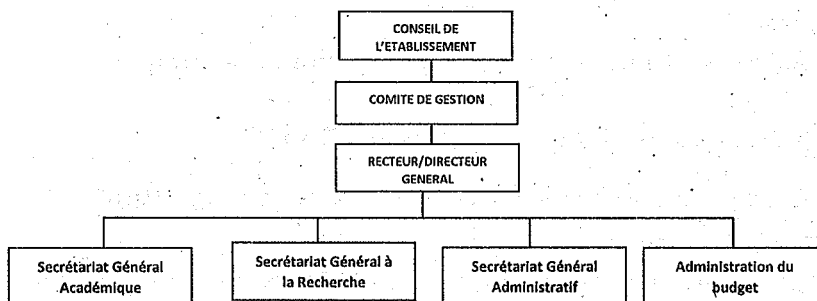 CONSEIL DE
L'ETABLISSEMENT
COMITE DE GESTION
RECTEUR/DIRECTEUR
GENERAL
Secrétariat Général
Académique
Secrétariat Général à
la Recherche
Secrétariat Général
Administratif
Administration du
budget